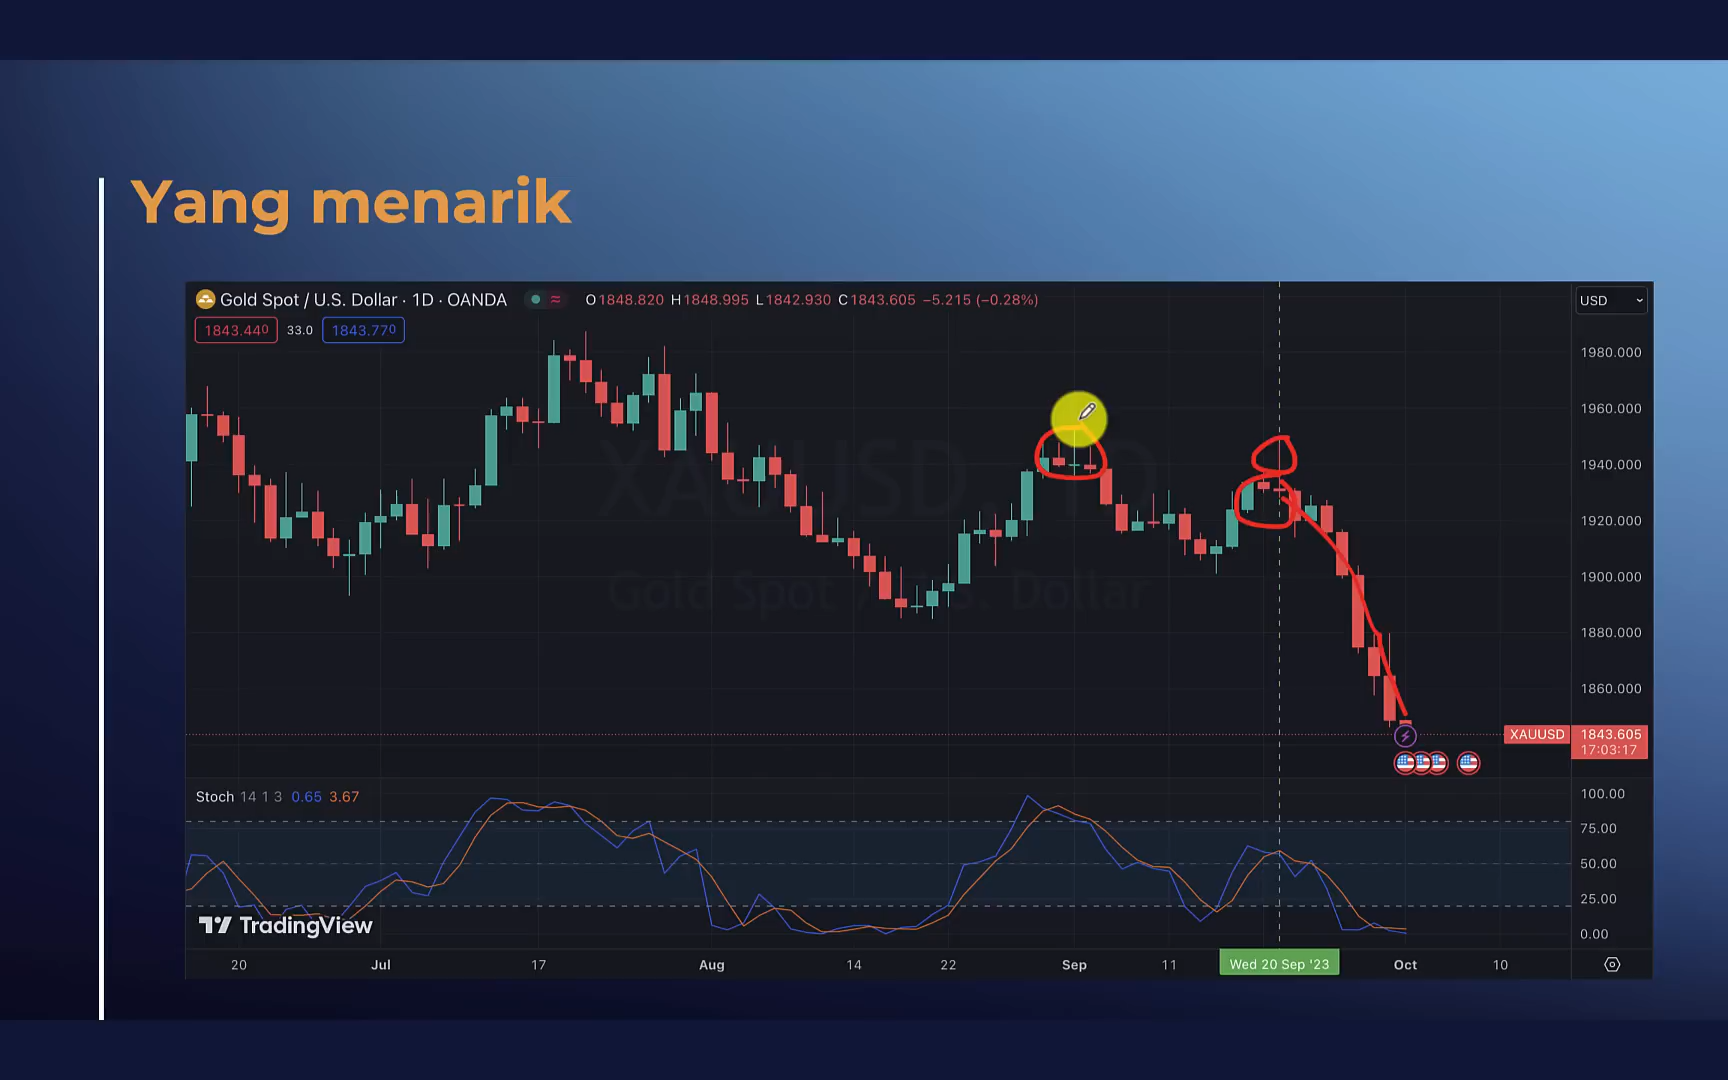 Yang menarik
Gold Spot / U.S. Dollar · 1D · OANDA
O1848.820 H1848.995 L1842.930 C1843.605 −5.215 (−0.28%)
USD
1843.440 33.0 1843.770
1980.000
1960.000
1940.000
1920.000
1900.000
1880.000
1860.000
XAUUSD 1843.605
17:03:17
XAUUSD
Gold Spot / U.S. Dollar
Stoch 14 1 3 0.65 3.67
100.00
75.00
50.00
25.00
0.00
TradingView
20 Jul 17 Aug 14 22 Sep 11 Wed 20 Sep '23 Oct 10